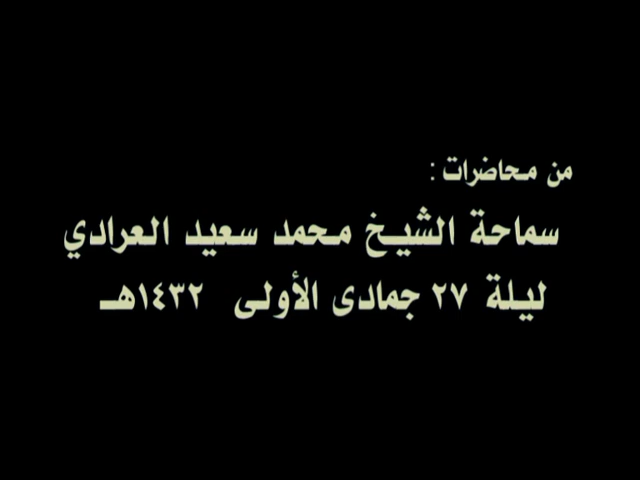 من محاضرات :
سماحة الشيخ محمد سعيد العرادي
ليلة ٢٧ جمادى الأولى ١٤٣٢هـ